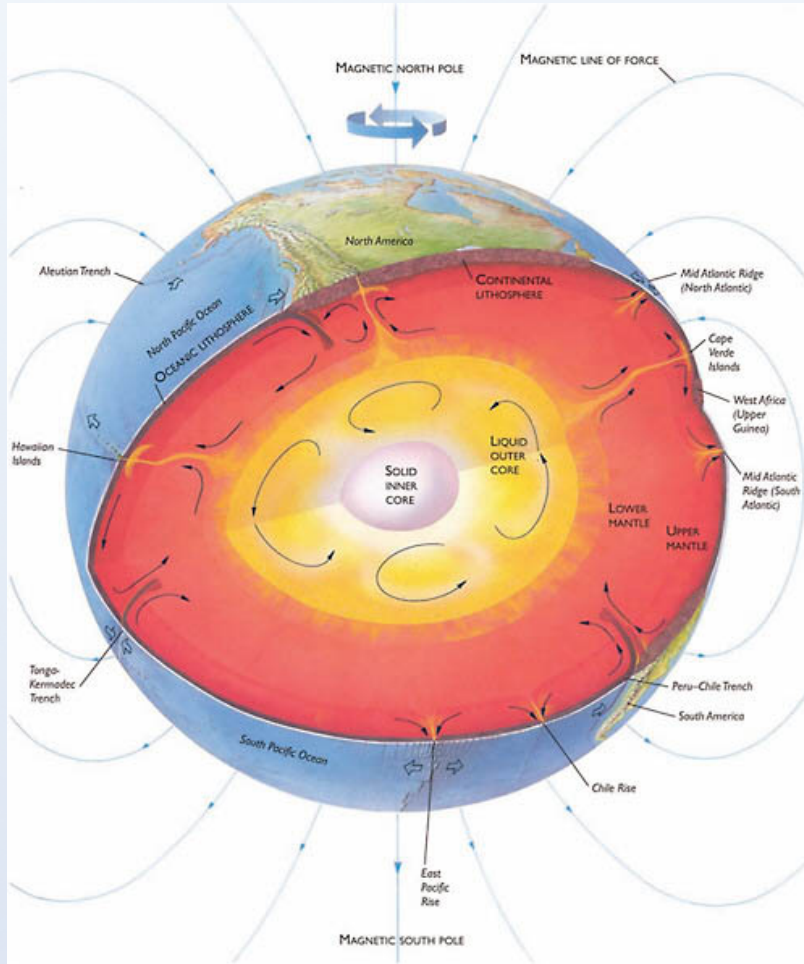 MAGNETIC NORTH POLE
MAGNETIC LINE OF FORCE
North America
Aleutian Trench
CONTINENTAL
LITHOSPHERE
Mid Atlantic Ridge
(North Atlantic)
North Pacific Ocean
OCEANIC LITHOSPHERE
Cape
Verde
Islands
West Africa
(Upper
Guinea)
Hawaiian
Islands
LIQUID
OUTER
CORE
SOLID
INNER
CORE
Mid Atlantic
Ridge (South
Atlantic)
LOWER
MANTLE
UPPER
MANTLE
Tonga-
Kermadec
Trench
Peru–Chile Trench
South America
South Pacific Ocean
Chile Rise
East
Pacific
Rise
MAGNETIC SOUTH POLE